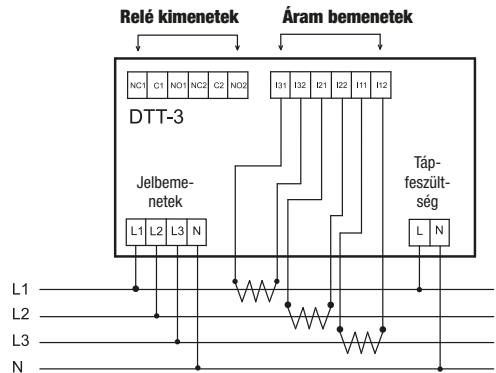 Relé kimenetek Áram bemenetek
NC1 C1 NO1 NC2 C2 NO2 I31 I32 I21 I22 I11 I12
DTT-3
Jelbeme-
netek
Táp-
feszült-
ség
L1 L2 L3 N L N
L1
L2
L3
N